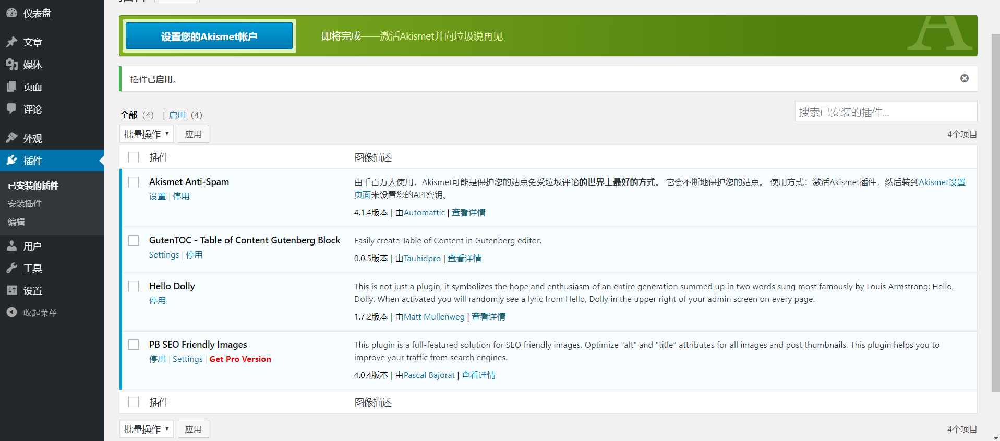 仪表盘
文章
媒体
页面
评论
外观
插件
已安装的插件
安装插件
编辑
用户
工具
设置
收起菜单
设置您的Akismet帐户
即将完成——激活Akismet并向垃圾说再见
插件已启用。
全部 (4) | 启用 (4)
搜索已安装的插件...
批量操作 应用
4个项目
插件 图像描述
Akismet Anti-Spam
设置 | 停用
由千百万人使用，Akismet可能是保护您的站点免受垃圾评论的世界上最好的方式。 它会不断地保护您的站点。 使用方式：激活Akismet插件，然后转到Akismet设置
页面来设置您的API密钥。
4.1.4版本 | 由Automattic | 查看详情
GutenTOC - Table of Content Gutenberg Block
Settings | 停用
Easily create Table of Content in Gutenberg editor.
0.0.5版本 | 由Tauhidpro | 查看详情
Hello Dolly
停用
This is not just a plugin, it symbolizes the hope and enthusiasm of an entire generation summed up in two words sung most famously by Louis Armstrong: Hello,
Dolly. When activated you will randomly see a lyric from Hello, Dolly in the upper right of your admin screen on every page.
1.7.2版本 | 由Matt Mullenweg | 查看详情
PB SEO Friendly Images
停用 | Settings | Get Pro Version
This plugin is a full-featured solution for SEO friendly images. Optimize "alt" and "title" attributes for all images and post thumbnails. This plugin helps you to
improve your traffic from search engines.
4.0.4版本 | 由Pascal Bajorat | 查看详情
插件 图像描述
批量操作 应用
4个项目